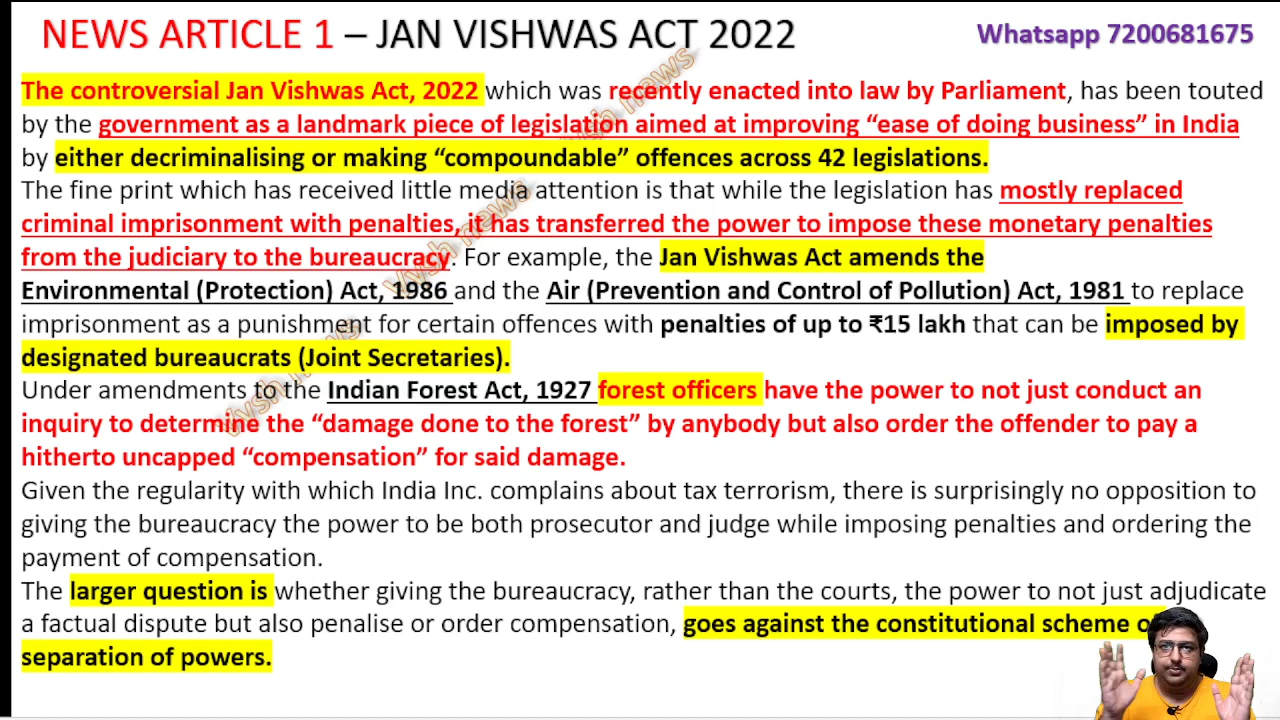 NEWS ARTICLE 1 – JAN VISHWAS ACT 2022
Whatsapp 7200681675
The controversial Jan Vishwas Act, 2022 which was recently enacted into law by Parliament, has been touted
by the government as a landmark piece of legislation aimed at improving “ease of doing business” in India
by either decriminalising or making “compoundable” offences across 42 legislations.
The fine print which has received little media attention is that while the legislation has mostly replaced
criminal imprisonment with penalties, it has transferred the power to impose these monetary penalties
from the judiciary to the bureaucracy. For example, the Jan Vishwas Act amends the
Environmental (Protection) Act, 1986 and the Air (Prevention and Control of Pollution) Act, 1981 to replace
imprisonment as a punishment for certain offences with penalties of up to ₹15 lakh that can be imposed by
designated bureaucrats (Joint Secretaries).
Under amendments to the Indian Forest Act, 1927 forest officers have the power to not just conduct an
inquiry to determine the “damage done to the forest” by anybody but also order the offender to pay a
hitherto uncapped “compensation” for said damage.
Given the regularity with which India Inc. complains about tax terrorism, there is surprisingly no opposition to
giving the bureaucracy the power to be both prosecutor and judge while imposing penalties and ordering the
payment of compensation.
The larger question is whether giving the bureaucracy, rather than the courts, the power to not just adjudicate
a factual dispute but also penalise or order compensation, goes against the constitutional scheme
separation of powers.
vysh news
vysh news
vysh news